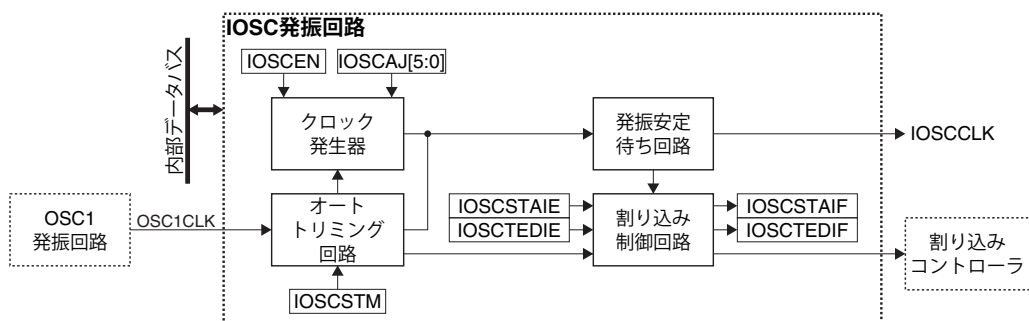 IOSC発振回路
内部データバス
IOSCEN
IOSCAJ[5:0]
クロック
発生器
発振安定
待ち回路
IOSCCLK
OSC1
発振回路
OSC1CLK
オート
トリミング
回路
IOSCSTAIE
IOSCTEDIE
割り込み
制御回路
IOSCSTAIF
IOSCTEDIF
割り込み
コントローラ
IOSCSTM